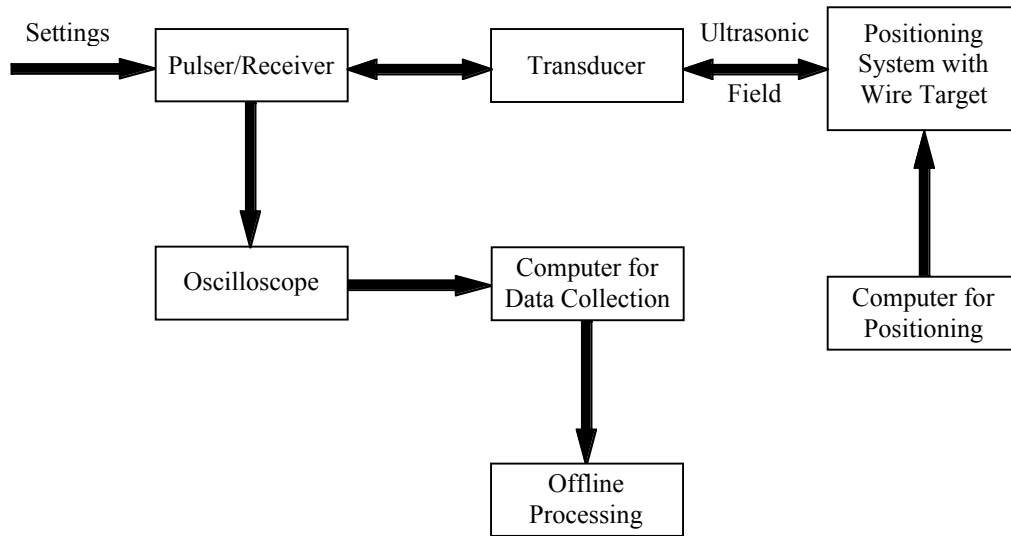 Settings
Pulser/Receiver
Transducer
Ultrasonic
Field
Positioning
System with
Wire Target
Oscilloscope
Computer for
Data Collection
Computer for
Positioning
Offline
Processing